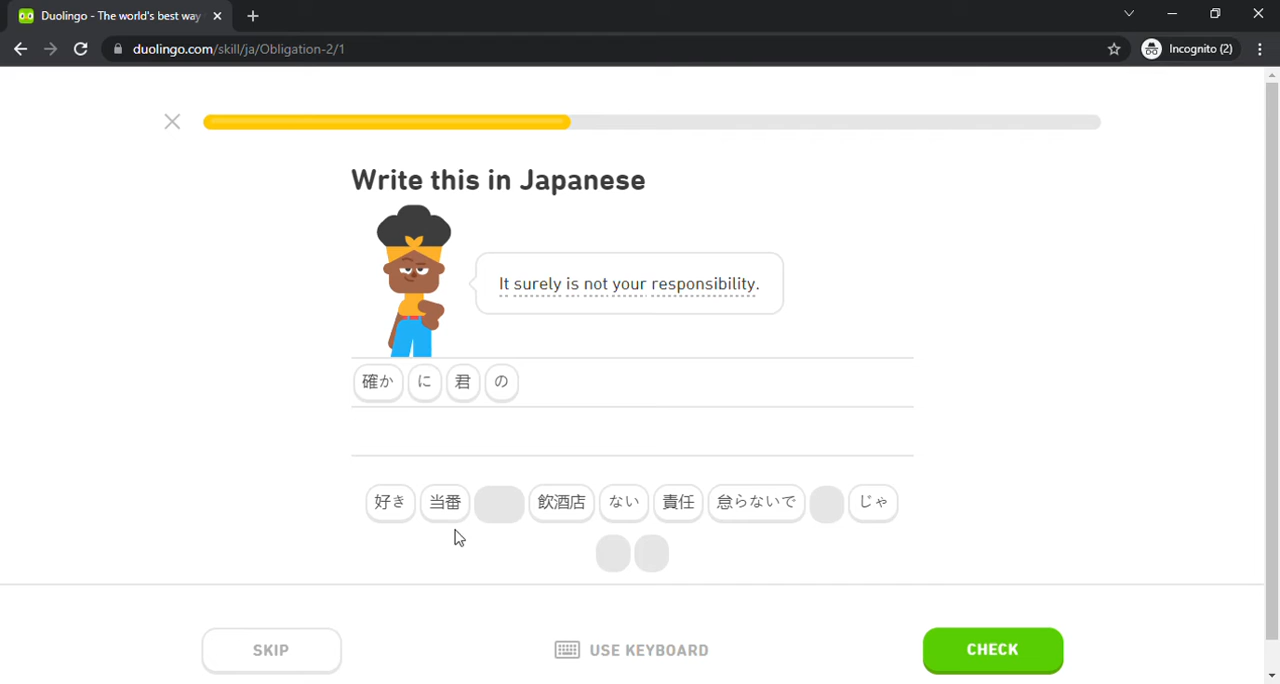 Duolingo - The world's best way
duolingo.com/skill/ja/Obligation-2/1
Incognito (2)
Write this in Japanese
It surely is not your responsibility.
確か に 君 の
好き 当番 飲酒店 ない 責任 怠らないで じゃ
SKIP
USE KEYBOARD
CHECK